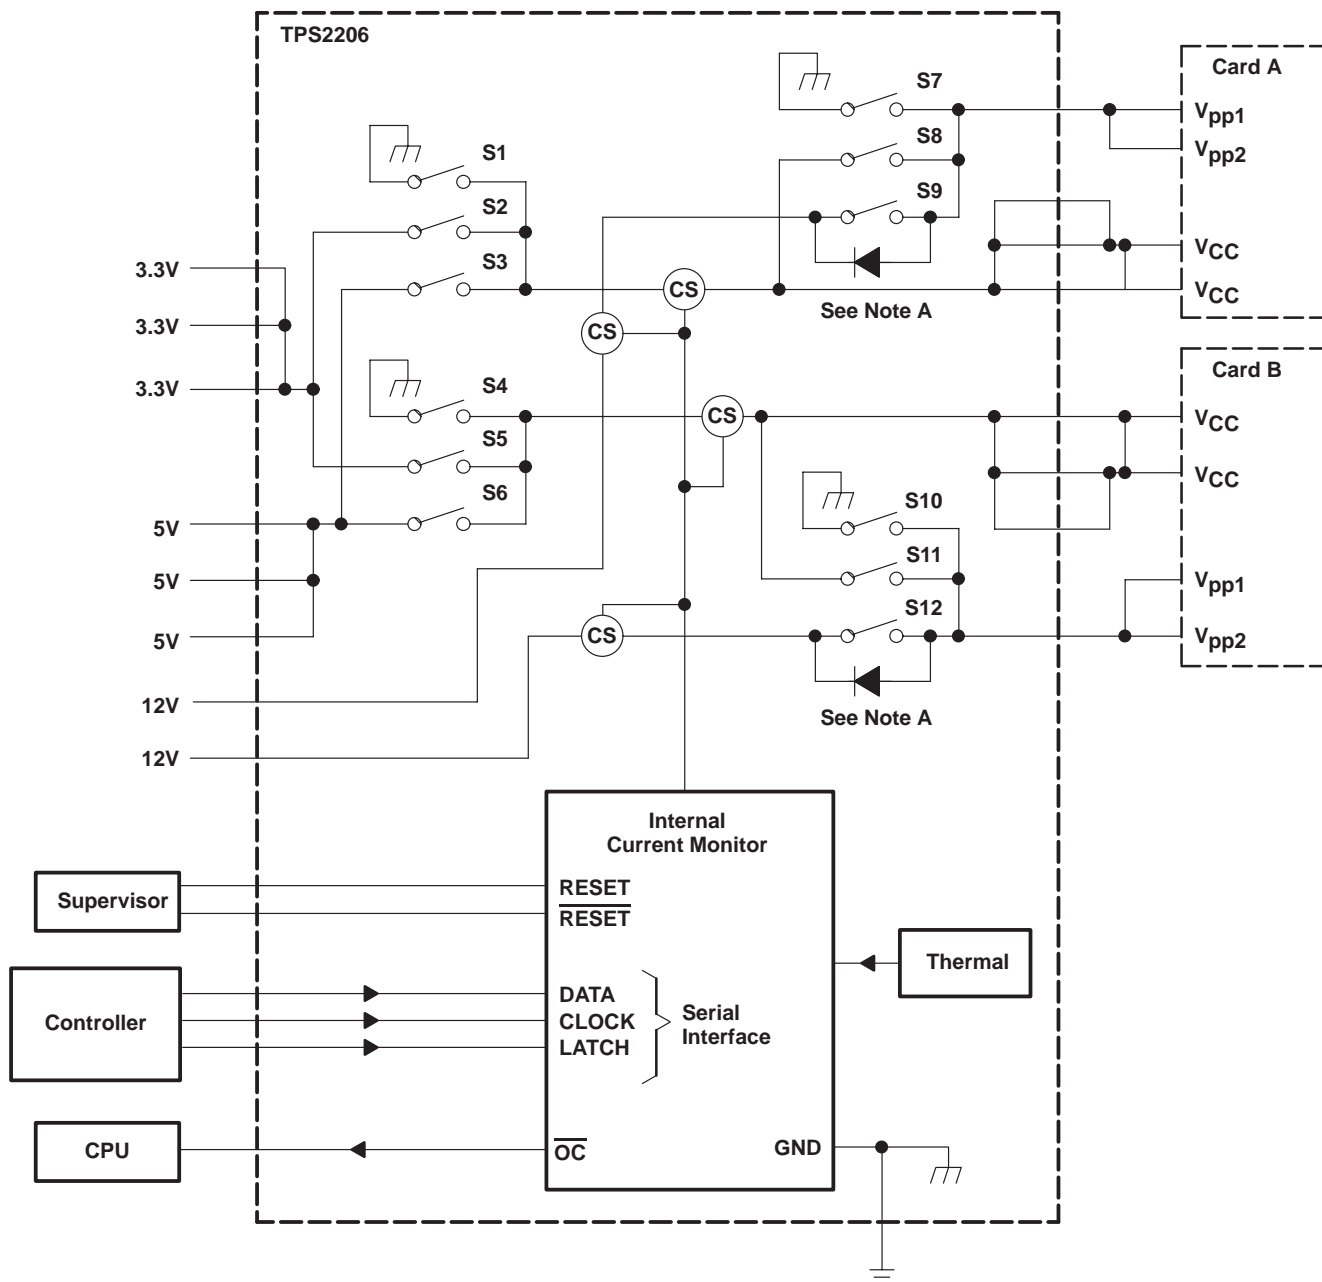 TPS2206
Card A
S7
Vpp1
S8
Vpp2
S1
S9
S2
VCC
S3
3.3V
CS
VCC
See Note A
3.3V
CS
Card B
3.3V
S4
CS
VCC
S5
VCC
S6
S10
5V
S11
5V
Vpp1
S12
5V
CS
Vpp2
12V
See Note A
12V
Internal
Current Monitor
Supervisor
RESET
RESET
Thermal
Controller
DATA
CLOCK
LATCH
Serial
Interface
CPU
OC
GND